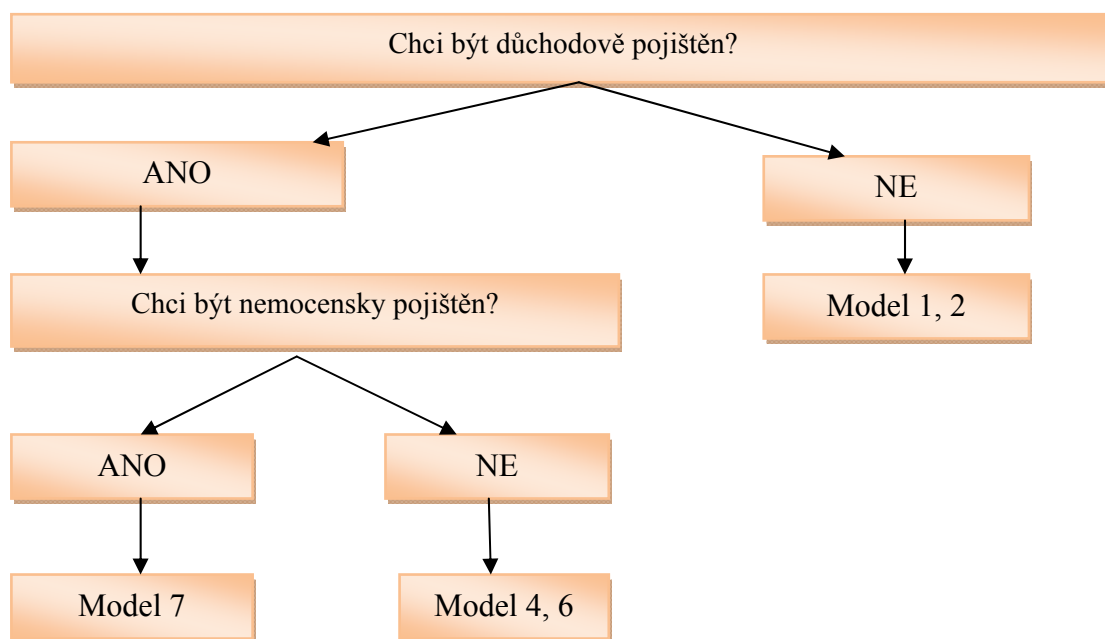 Chci být důchodově pojištěn?
ANO
NE
Chci být nemocensky pojištěn?
Model 1, 2
ANO
NE
Model 7
Model 4, 6